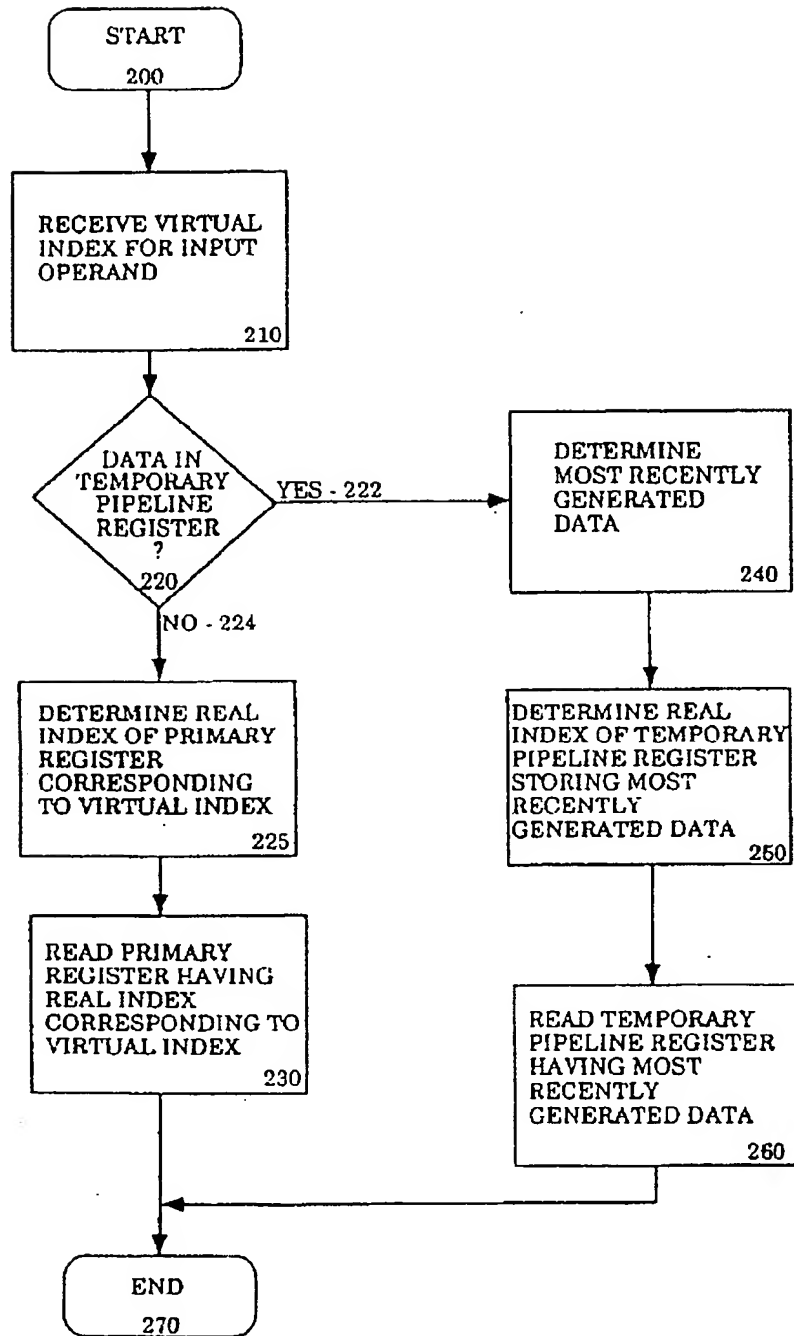 START
200
RECEIVE VIRTUAL
INDEX FOR INPUT
OPERAND
210
DATA IN
TEMPORARY
PIPELINE
REGISTER
?
220
YES - 222
NO - 224
DETERMINE REAL
INDEX OF PRIMARY
REGISTER
CORRESPONDING
TO VIRTUAL INDEX
225
READ PRIMARY
REGISTER HAVING
REAL INDEX
CORRESPONDING TO
VIRTUAL INDEX
230
DETERMINE
MOST RECENTLY
GENERATED
DATA
240
DETERMINE REAL
INDEX OF TEMPORARY
PIPELINE REGISTER
STORING MOST
RECENTLY
GENERATED DATA
250
READ TEMPORARY
PIPELINE REGISTER
HAVING MOST
RECENTLY
GENERATED DATA
260
END
270